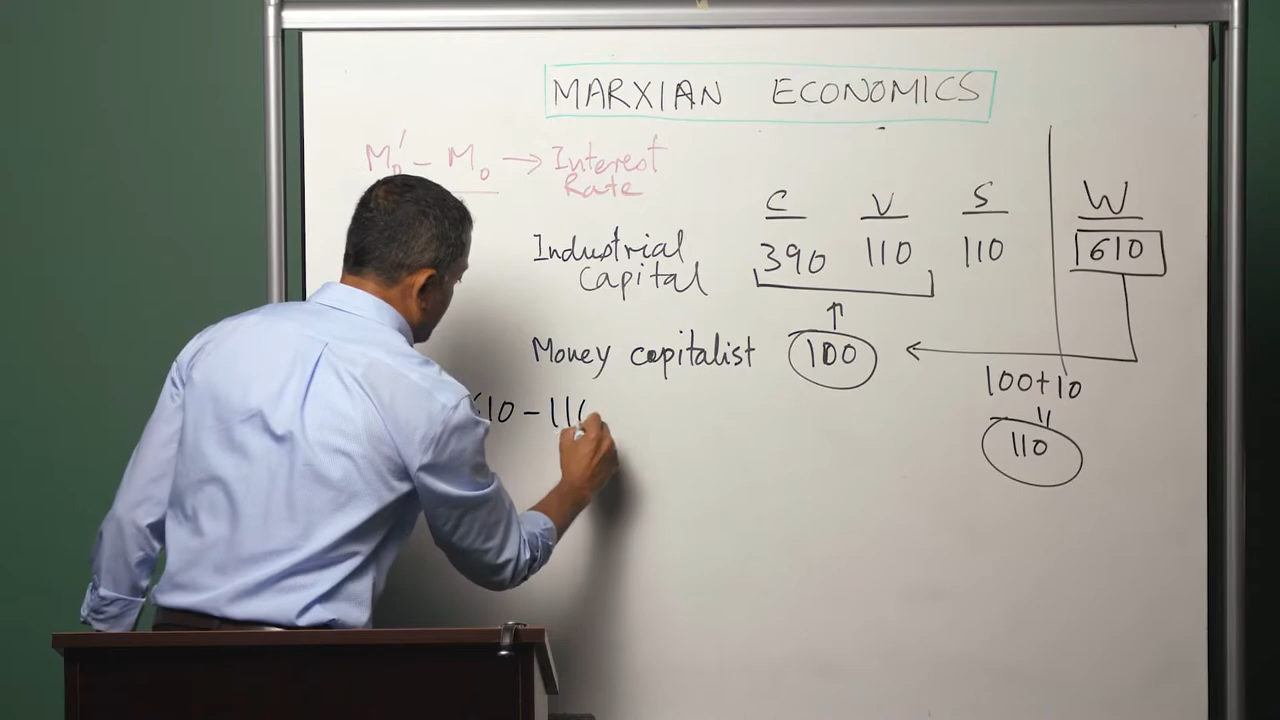 MARXIAN ECONOMICS
M₀′ – M₀ → Interest
Rate
C V S W
Industrial
Capital
390 110 110 610
↑
Money capitalist 100 ←
100+10
=
110
10 – 11